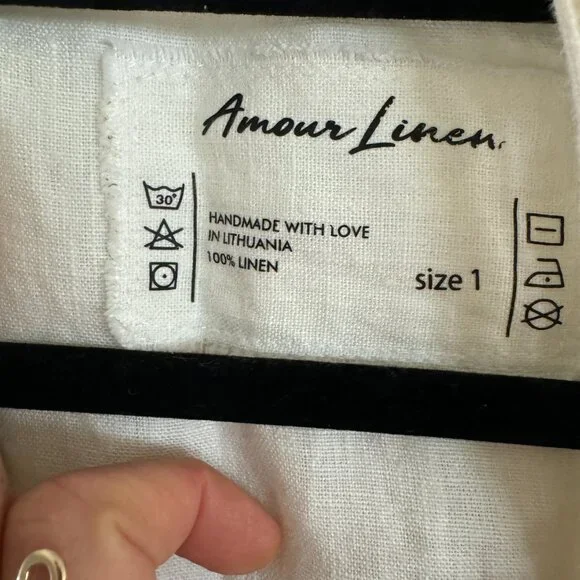 Amour Linen.
30°
HANDMADE WITH LOVE
IN LITHUANIA
100% LINEN
size 1